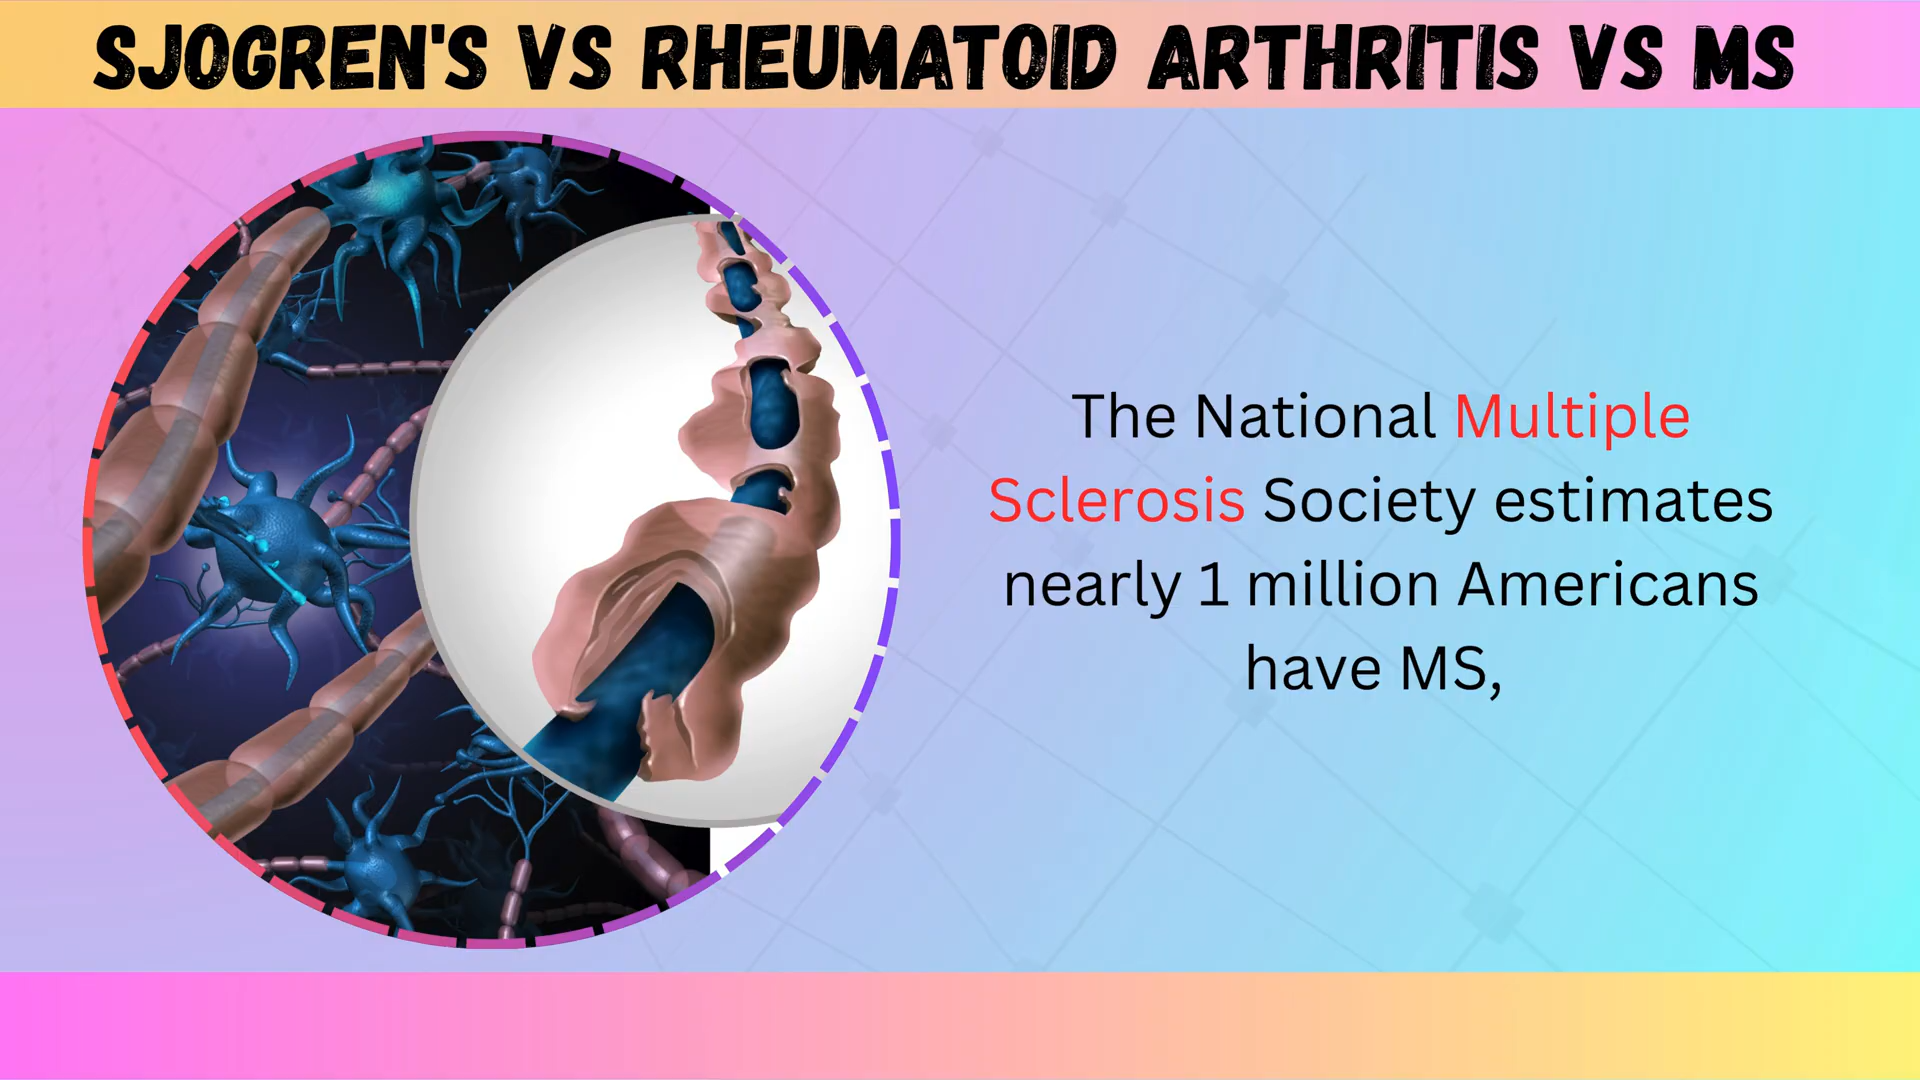 SJOGREN'S VS RHEUMATOID ARTHRITIS VS MS
The National Multiple
Sclerosis Society estimates
nearly 1 million Americans
have MS,